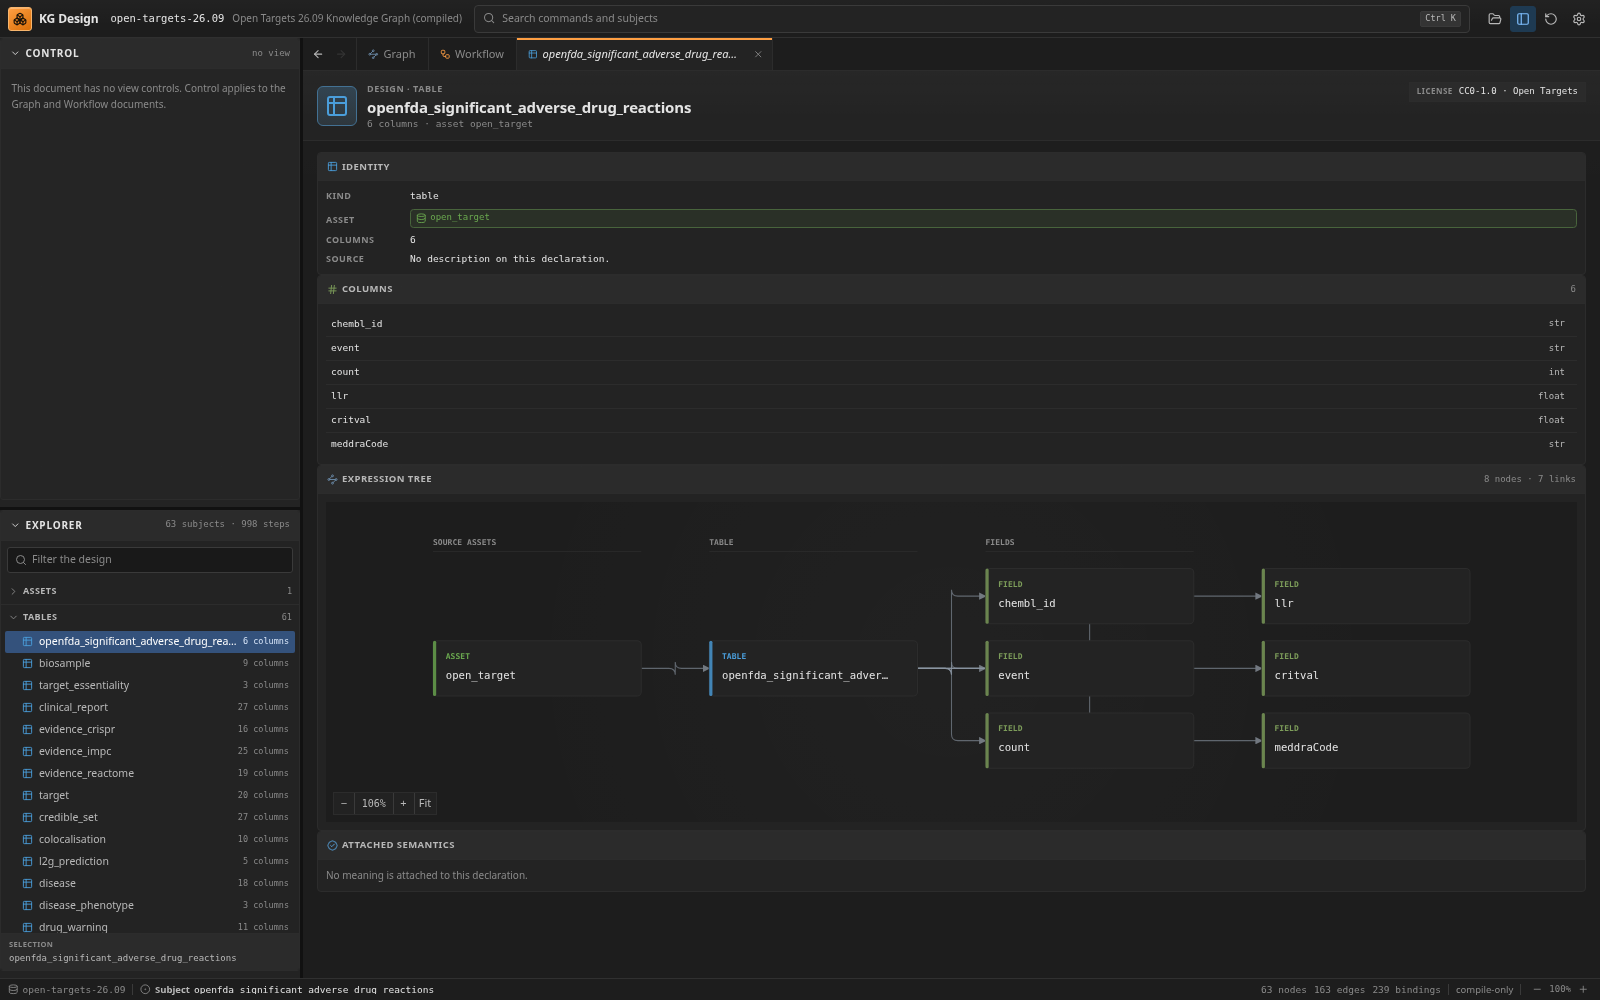 KG Design open-targets-26.09 Open Targets 26.09 Knowledge Graph (compiled) Search commands and subjects Ctrl K
CONTROL no view
This document has no view controls. Control applies to the
Graph and Workflow documents.
Graph Workflow openfda_significant_adverse_drug_rea...
DESIGN · TABLE
openfda_significant_adverse_drug_reactions
6 columns · asset open_target
LICENSE CC0-1.0 · Open Targets
IDENTITY
KIND table
ASSET open_target
COLUMNS 6
SOURCE No description on this declaration.
COLUMNS 6
chembl_id str
event str
count int
llr float
critval float
meddraCode str
EXPRESSION TREE 8 nodes · 7 links
SOURCE ASSETS TABLE FIELDS
FIELD FIELD
chembl_id llr
ASSET TABLE FIELD FIELD
open_target openfda_significant_adver… event critval
FIELD FIELD
count meddraCode
− 106% + Fit
ATTACHED SEMANTICS
No meaning is attached to this declaration.
EXPLORER 63 subjects · 998 steps
Filter the design
ASSETS 1
TABLES 61
openfda_significant_adverse_drug_rea... 6 columns
biosample 9 columns
target_essentiality 3 columns
clinical_report 27 columns
evidence_crispr 16 columns
evidence_impc 25 columns
evidence_reactome 19 columns
target 20 columns
credible_set 27 columns
colocalisation 10 columns
l2g_prediction 5 columns
disease 18 columns
disease_phenotype 3 columns
drug_warning 11 columns
SELECTION
openfda_significant_adverse_drug_reactions
open-targets-26.09 Subject openfda significant adverse drug reactions 63 nodes 163 edges 239 bindings compile-only − 100% +